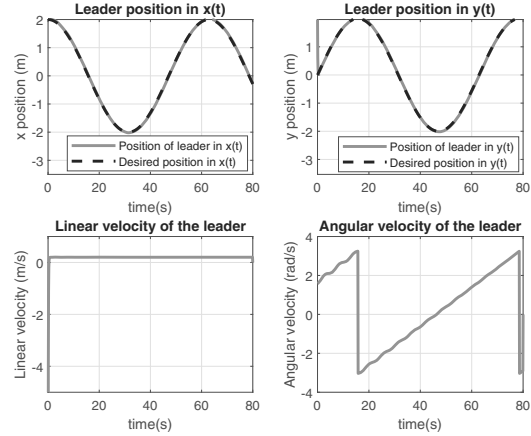 Leader position in x(t)
x position (m)
2
1
0
-1
-2
-3
Position of leader in x(t)
Desired position in x(t)
0 20 40 60 80
time(s)
Leader position in y(t)
y position (m)
2
1
0
-1
-2
-3
Position of leader in y(t)
Desired position in y(t)
0 20 40 60 80
time(s)
Linear velocity of the leader
Linear velocity (m/s)
0
-2
-4
0 20 40 60 80
time(s)
Angular velocity of the leader
Angular velocity (rad/s)
4
2
0
-2
-4
0 20 40 60 80
time(s)